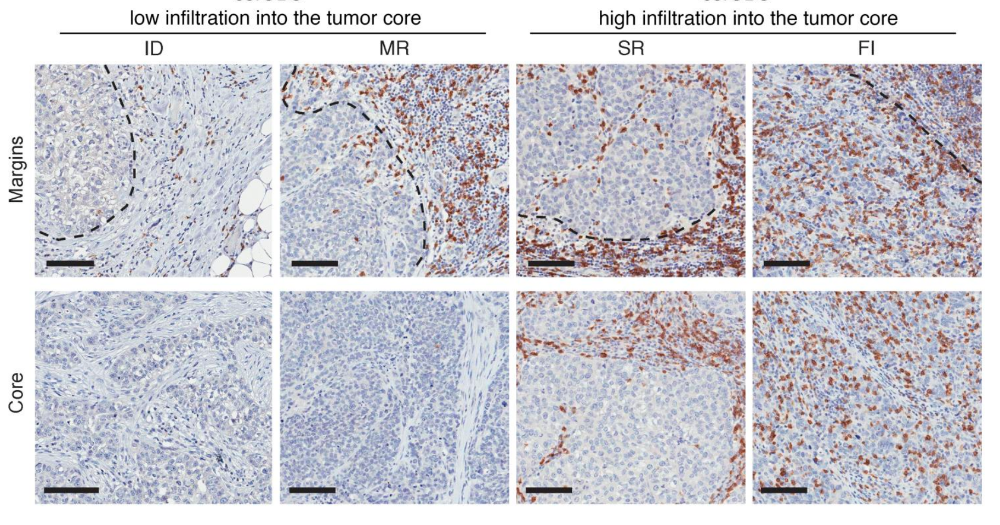 low infiltration into the tumor core
high infiltration into the tumor core
ID
MR
SR
FI
Margins
Core